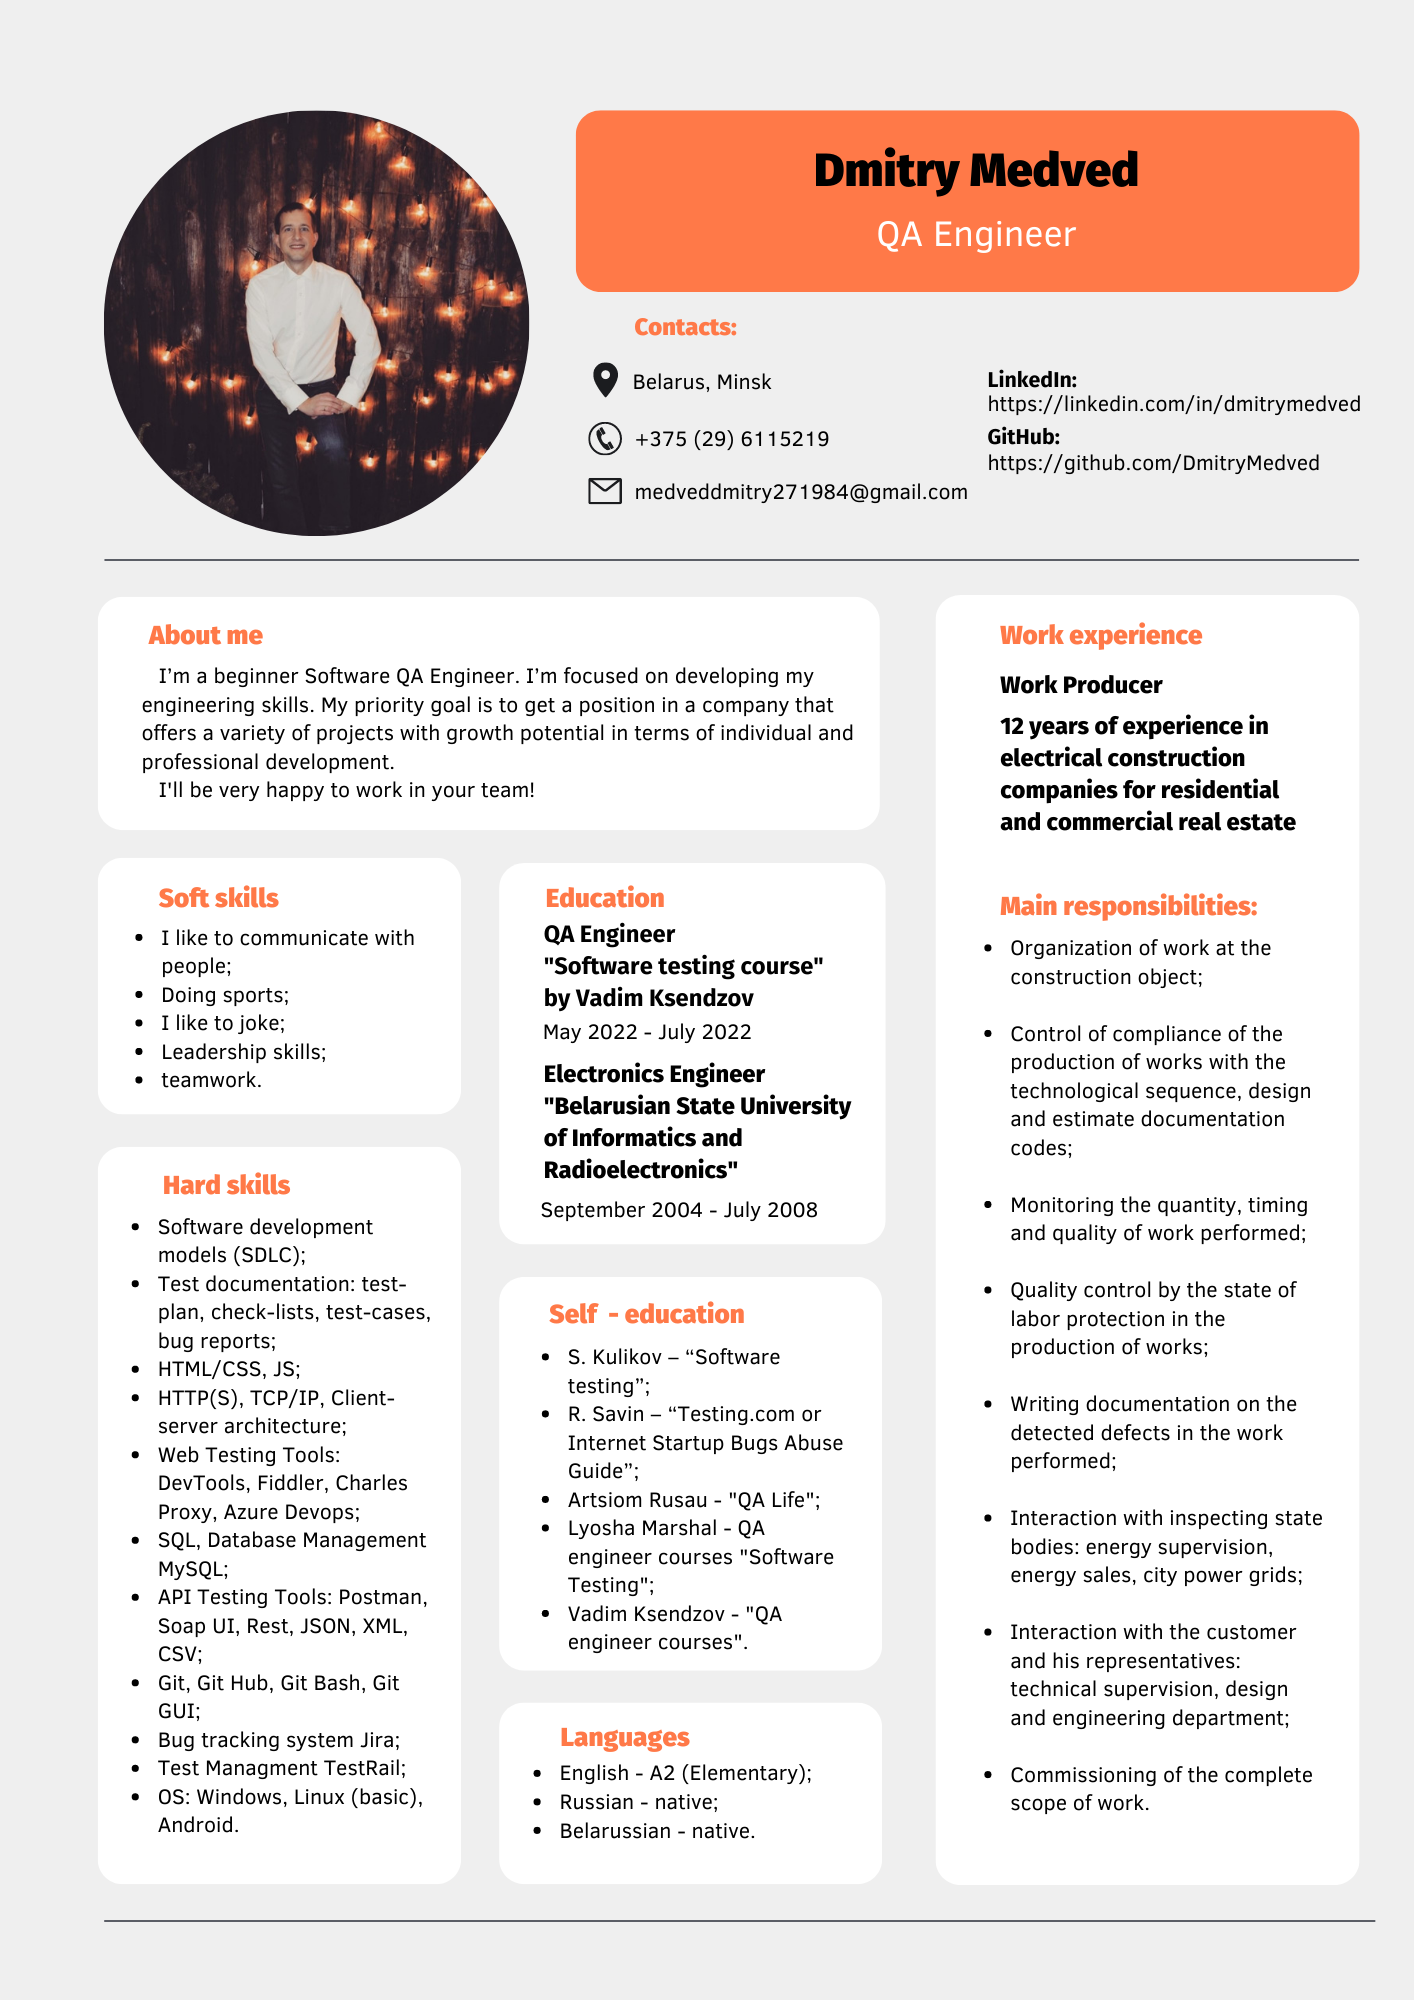 Dmitry Medved
QA Engineer
Contacts:
Belarus, Minsk
+375 (29) 6115219
medveddmitry271984@gmail.com
LinkedIn:
https://linkedin.com/in/dmitrymedved
GitHub:
https://github.com/DmitryMedved
About me
I’m a beginner Software QA Engineer. I’m focused on developing my
engineering skills. My priority goal is to get a position in a company that
offers a variety of projects with growth potential in terms of individual and
professional development.
I'll be very happy to work in your team!
Soft skills
• I like to communicate with
people;
• Doing sports;
• I like to joke;
• Leadership skills;
• teamwork.
Hard skills
• Software development
models (SDLC);
• Test documentation: test-
plan, check-lists, test-cases,
bug reports;
• HTML/CSS, JS;
• HTTP(S), TCP/IP, Client-
server architecture;
• Web Testing Tools:
DevTools, Fiddler, Charles
Proxy, Azure Devops;
• SQL, Database Management
MySQL;
• API Testing Tools: Postman,
Soap UI, Rest, JSON, XML,
CSV;
• Git, Git Hub, Git Bash, Git
GUI;
• Bug tracking system Jira;
• Test Managment TestRail;
• OS: Windows, Linux (basic),
Android.
Education
QA Engineer
"Software testing course"
by Vadim Ksendzov
May 2022 - July 2022
Electronics Engineer
"Belarusian State University
of Informatics and
Radioelectronics"
September 2004 - July 2008
Self - education
• S. Kulikov – “Software
testing”;
• R. Savin – “Testing.com or
Internet Startup Bugs Abuse
Guide”;
• Artsiom Rusau - "QA Life";
• Lyosha Marshal - QA
engineer courses "Software
Testing";
• Vadim Ksendzov - "QA
engineer courses".
Languages
• English - A2 (Elementary);
• Russian - native;
• Belarussian - native.
Work experience
Work Producer
12 years of experience in
electrical construction
companies for residential
and commercial real estate
Main responsibilities:
• Organization of work at the
construction object;
• Control of compliance of the
production of works with the
technological sequence, design
and estimate documentation
codes;
• Monitoring the quantity, timing
and quality of work performed;
• Quality control by the state of
labor protection in the
production of works;
• Writing documentation on the
detected defects in the work
performed;
• Interaction with inspecting state
bodies: energy supervision,
energy sales, city power grids;
• Interaction with the customer
and his representatives:
technical supervision, design
and engineering department;
• Commissioning of the complete
scope of work.